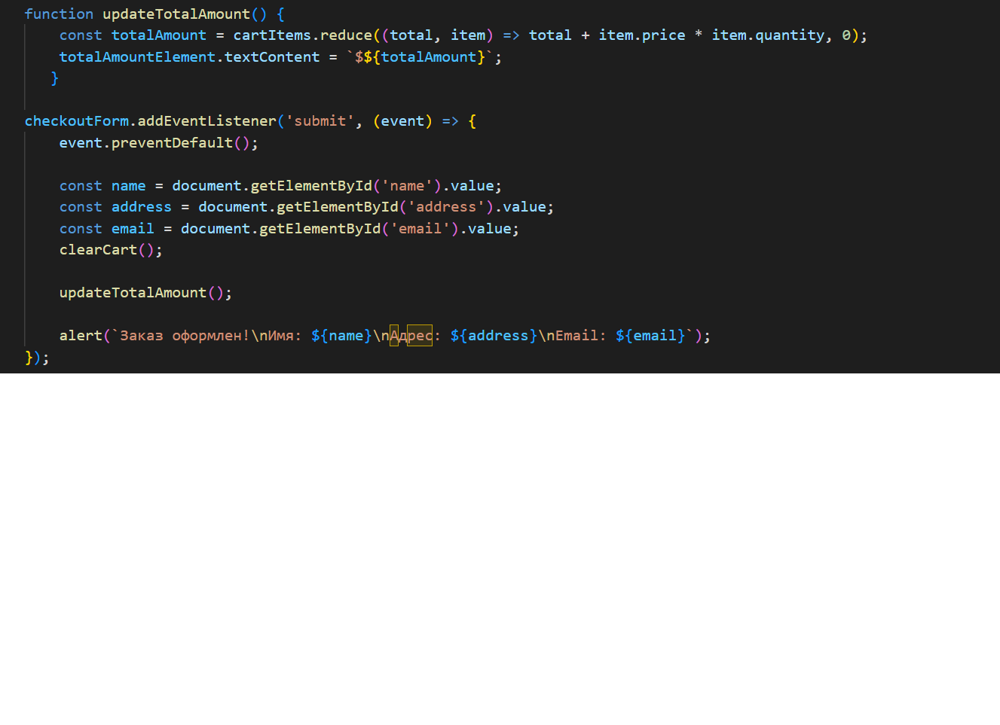 function updateTotalAmount() {
    const totalAmount = cartItems.reduce((total, item) => total + item.price * item.quantity, 0);
    totalAmountElement.textContent = `$${totalAmount}`;
   }
checkoutForm.addEventListener('submit', (event) => {
    event.preventDefault();
    const name = document.getElementById('name').value;
    const address = document.getElementById('address').value;
    const email = document.getElementById('email').value;
    clearCart();
    updateTotalAmount();
    alert(`Заказ оформлен!\nИмя: ${name}\nАдрес: ${address}\nEmail: ${email}`);
});